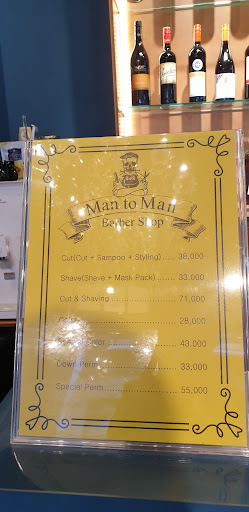 Man to Man
Barber Shop
Cut(Cut + Sampoo + Styling) ..... 38,000
Shave(Shave + Mask Pack) ..... 33,000
Cut & Shaving ..... 71,000
28,000
43,000
Down Perm ..... 33,000
Special Perm ..... 55,000